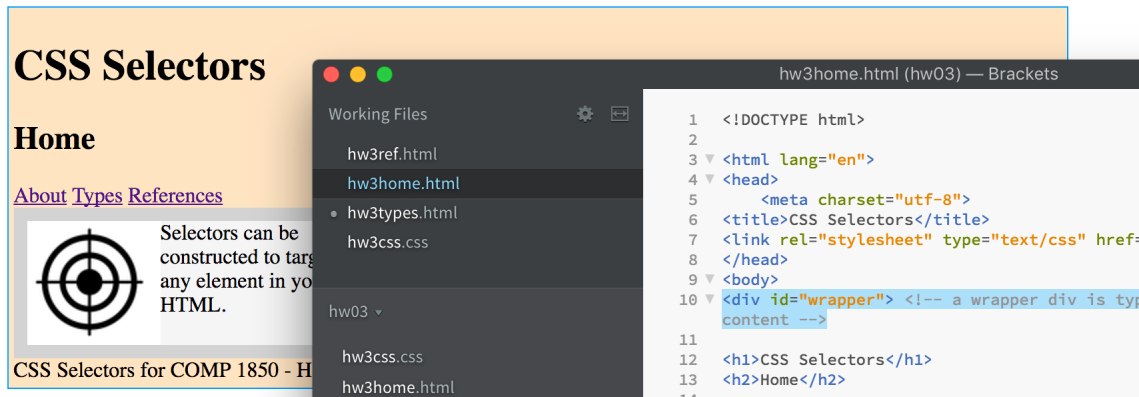 CSS Selectors
Home
About Types References
Selectors can be
constructed to targ
any element in yo
HTML.
CSS Selectors for COMP 1850 - H
hw3home.html (hw03) — Brackets
Working Files
hw3ref.html
hw3home.html
hw3types.html
hw3css.css
hw03
hw3css.css
hw3home.html
1 <!DOCTYPE html>
2
3 <html lang="en">
4 <head>
5 <meta charset="utf-8">
6 <title>CSS Selectors</title>
7 <link rel="stylesheet" type="text/css" href=
8 </head>
9 <body>
10 <div id="wrapper"> <!-- a wrapper div is typ
content -->
11
12 <h1>CSS Selectors</h1>
13 <h2>Home</h2>